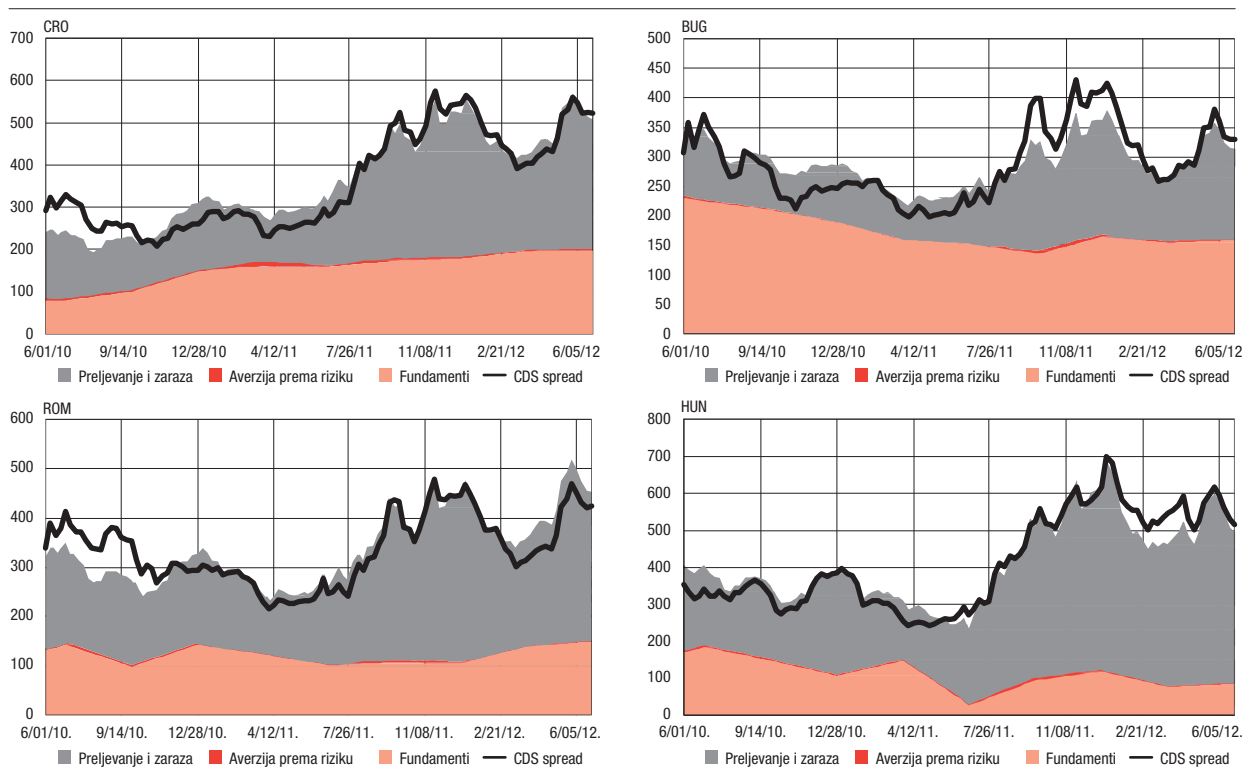 CRO
700
600
500
400
300
200
100
0
6/01/10 9/14/10 12/28/10 4/12/11 7/26/11 11/08/11 2/21/12 6/05/12
Preljevanje i zaraza Averzija prema riziku Fundamenti CDS spread
BUG
500
450
400
350
300
250
200
150
100
50
0
6/01/10 9/14/10 12/28/10 4/12/11 7/26/11 11/08/11 2/21/12 6/05/12
Preljevanje i zaraza Averzija prema riziku Fundamenti CDS spread
ROM
600
500
400
300
200
100
0
6/01/10. 9/14/10. 12/28/10. 4/12/11. 7/26/11. 11/08/11. 2/21/12. 6/05/12.
Preljevanje i zaraza Averzija prema riziku Fundamenti CDS spread
HUN
800
700
600
500
400
300
200
100
0
6/01/10. 9/14/10. 12/28/10. 4/12/11. 7/26/11. 11/08/11. 2/21/12. 6/05/12.
Preljevanje i zaraza Averzija prema riziku Fundamenti CDS spread